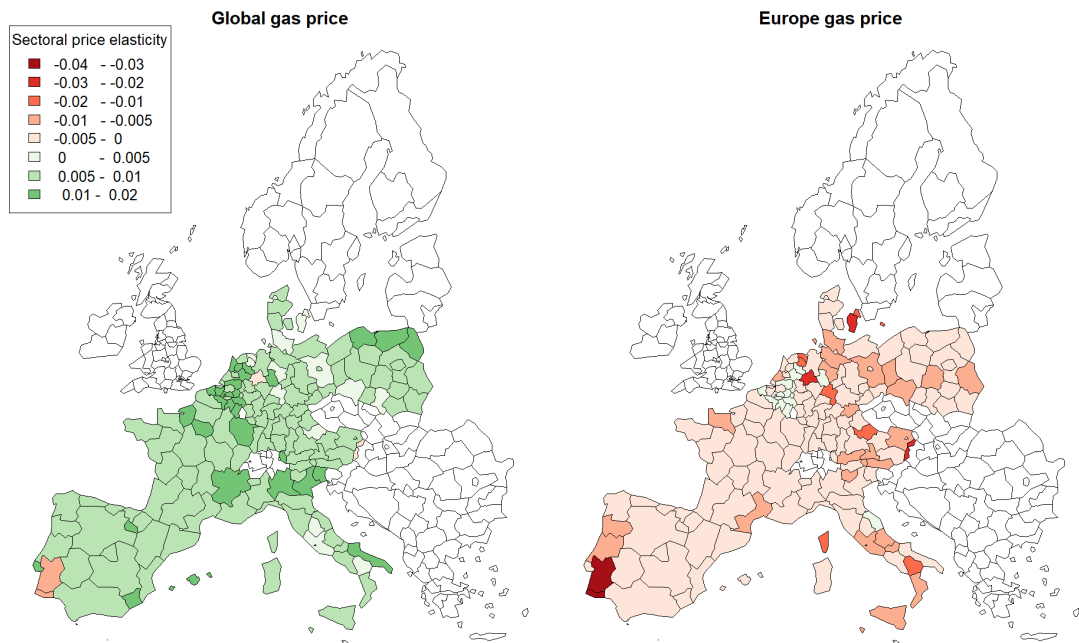 Global gas price
Europe gas price
Sectoral price elasticity
-0.04 - -0.03
-0.03 - -0.02
-0.02 - -0.01
-0.01 - -0.005
-0.005 - 0
0 - 0.005
0.005 - 0.01
0.01 - 0.02